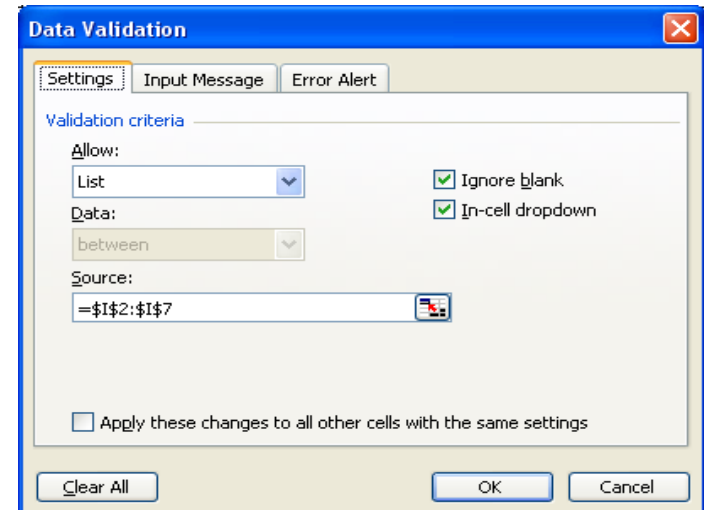 Data Validation
Settings Input Message Error Alert
Validation criteria
Allow:
List
Ignore blank
Data:
In-cell dropdown
between
Source:
=$I$2:$I$7
Apply these changes to all other cells with the same settings
Clear All OK Cancel